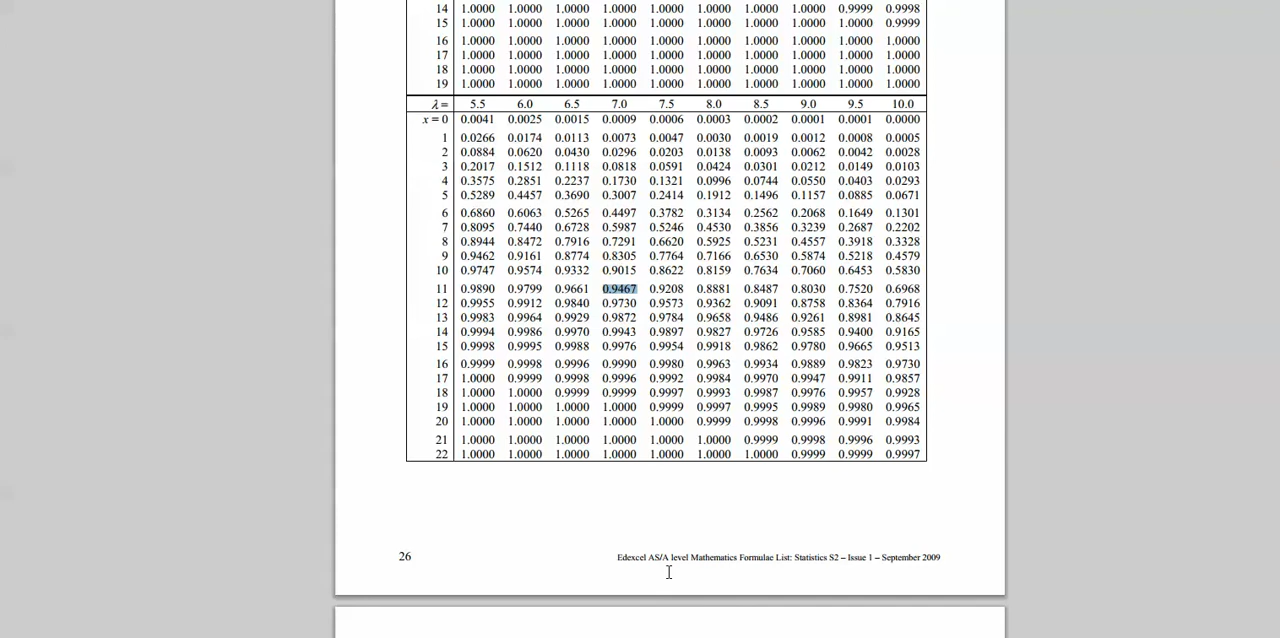 14 1.0000 1.0000 1.0000 1.0000 1.0000 1.0000 1.0000 1.0000 0.9999 0.9998
15 1.0000 1.0000 1.0000 1.0000 1.0000 1.0000 1.0000 1.0000 1.0000 0.9999
16 1.0000 1.0000 1.0000 1.0000 1.0000 1.0000 1.0000 1.0000 1.0000 1.0000
17 1.0000 1.0000 1.0000 1.0000 1.0000 1.0000 1.0000 1.0000 1.0000 1.0000
18 1.0000 1.0000 1.0000 1.0000 1.0000 1.0000 1.0000 1.0000 1.0000 1.0000
19 1.0000 1.0000 1.0000 1.0000 1.0000 1.0000 1.0000 1.0000 1.0000 1.0000
λ = 5.5 6.0 6.5 7.0 7.5 8.0 8.5 9.0 9.5 10.0
x = 0 0.0041 0.0025 0.0015 0.0009 0.0006 0.0003 0.0002 0.0001 0.0001 0.0000
1 0.0266 0.0174 0.0113 0.0073 0.0047 0.0030 0.0019 0.0012 0.0008 0.0005
2 0.0884 0.0620 0.0430 0.0296 0.0203 0.0138 0.0093 0.0062 0.0042 0.0028
3 0.2017 0.1512 0.1118 0.0818 0.0591 0.0424 0.0301 0.0212 0.0149 0.0103
4 0.3575 0.2851 0.2237 0.1730 0.1321 0.0996 0.0744 0.0550 0.0403 0.0293
5 0.5289 0.4457 0.3690 0.3007 0.2414 0.1912 0.1496 0.1157 0.0885 0.0671
6 0.6860 0.6063 0.5265 0.4497 0.3782 0.3134 0.2562 0.2068 0.1649 0.1301
7 0.8095 0.7440 0.6728 0.5987 0.5246 0.4530 0.3856 0.3239 0.2687 0.2202
8 0.8944 0.8472 0.7916 0.7291 0.6620 0.5925 0.5231 0.4557 0.3918 0.3328
9 0.9462 0.9161 0.8774 0.8305 0.7764 0.7166 0.6530 0.5874 0.5218 0.4579
10 0.9747 0.9574 0.9332 0.9015 0.8622 0.8159 0.7634 0.7060 0.6453 0.5830
11 0.9890 0.9799 0.9661 0.9467 0.9208 0.8881 0.8487 0.8030 0.7520 0.6968
12 0.9955 0.9912 0.9840 0.9730 0.9573 0.9362 0.9091 0.8758 0.8364 0.7916
13 0.9983 0.9964 0.9929 0.9872 0.9784 0.9658 0.9486 0.9261 0.8981 0.8645
14 0.9994 0.9986 0.9970 0.9943 0.9897 0.9827 0.9726 0.9585 0.9400 0.9165
15 0.9998 0.9995 0.9988 0.9976 0.9954 0.9918 0.9862 0.9780 0.9665 0.9513
16 0.9999 0.9998 0.9996 0.9990 0.9980 0.9963 0.9934 0.9889 0.9823 0.9730
17 1.0000 0.9999 0.9998 0.9996 0.9992 0.9984 0.9970 0.9947 0.9911 0.9857
18 1.0000 1.0000 0.9999 0.9999 0.9997 0.9993 0.9987 0.9976 0.9957 0.9928
19 1.0000 1.0000 1.0000 1.0000 0.9999 0.9997 0.9995 0.9989 0.9980 0.9965
20 1.0000 1.0000 1.0000 1.0000 1.0000 0.9999 0.9998 0.9996 0.9991 0.9984
21 1.0000 1.0000 1.0000 1.0000 1.0000 1.0000 0.9999 0.9998 0.9996 0.9993
22 1.0000 1.0000 1.0000 1.0000 1.0000 1.0000 1.0000 0.9999 0.9999 0.9997
26 Edexcel AS/A level Mathematics Formulae List: Statistics S2 – Issue 1 – September 2009